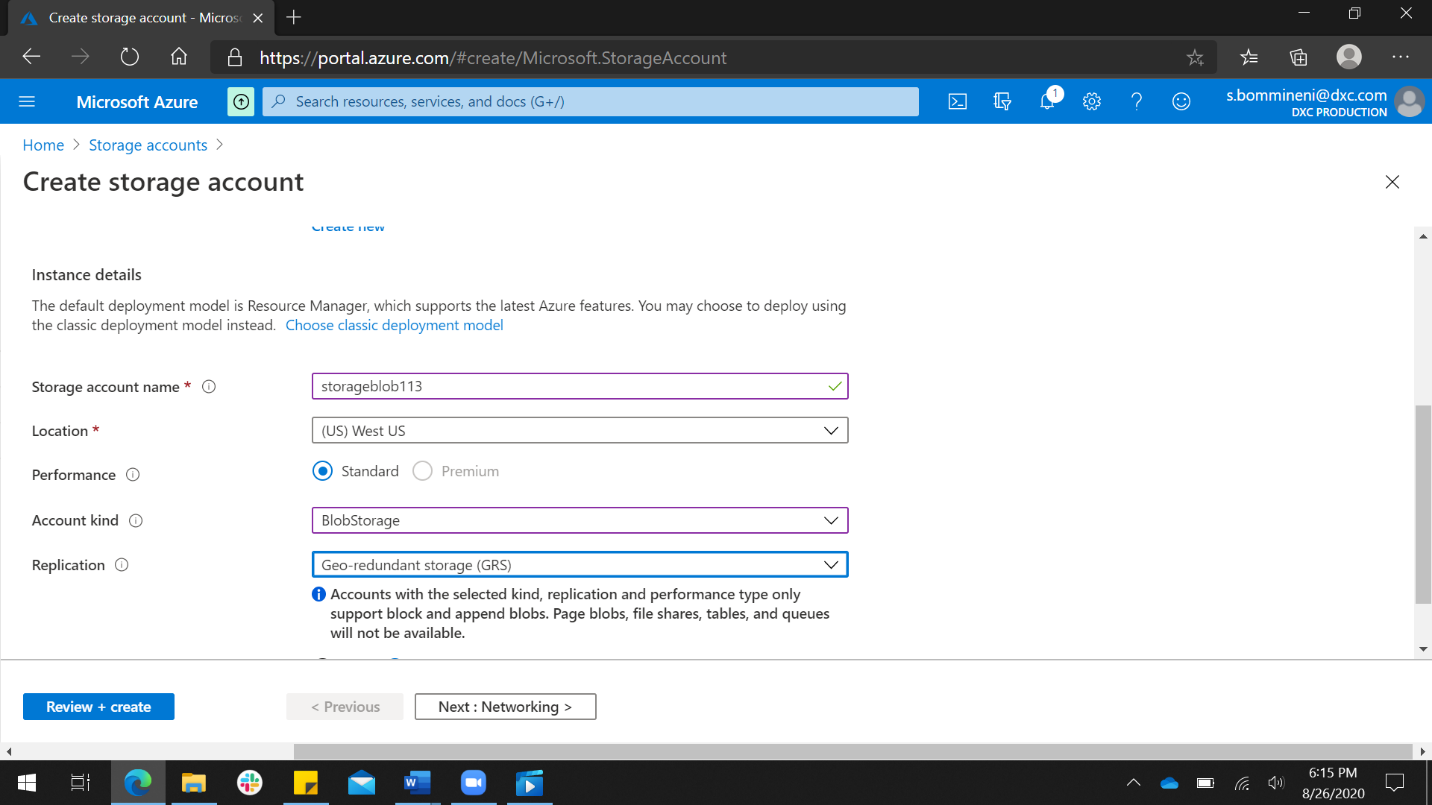 Create storage account - Micros
https://portal.azure.com/#create/Microsoft.StorageAccount
Microsoft Azure
Search resources, services, and docs (G+/)
1
s.bommineni@dxc.com
DXC PRODUCTION
Home > Storage accounts >
Create storage account
Create new
Instance details
The default deployment model is Resource Manager, which supports the latest Azure features. You may choose to deploy using
the classic deployment model instead. Choose classic deployment model
Storage account name *
storageblob113
Location *
(US) West US
Performance
Standard
Premium
Account kind
BlobStorage
Replication
Geo-redundant storage (GRS)
Accounts with the selected kind, replication and performance type only
support block and append blobs. Page blobs, file shares, tables, and queues
will not be available.
Review + create
< Previous
Next : Networking >
6:15 PM
8/26/2020